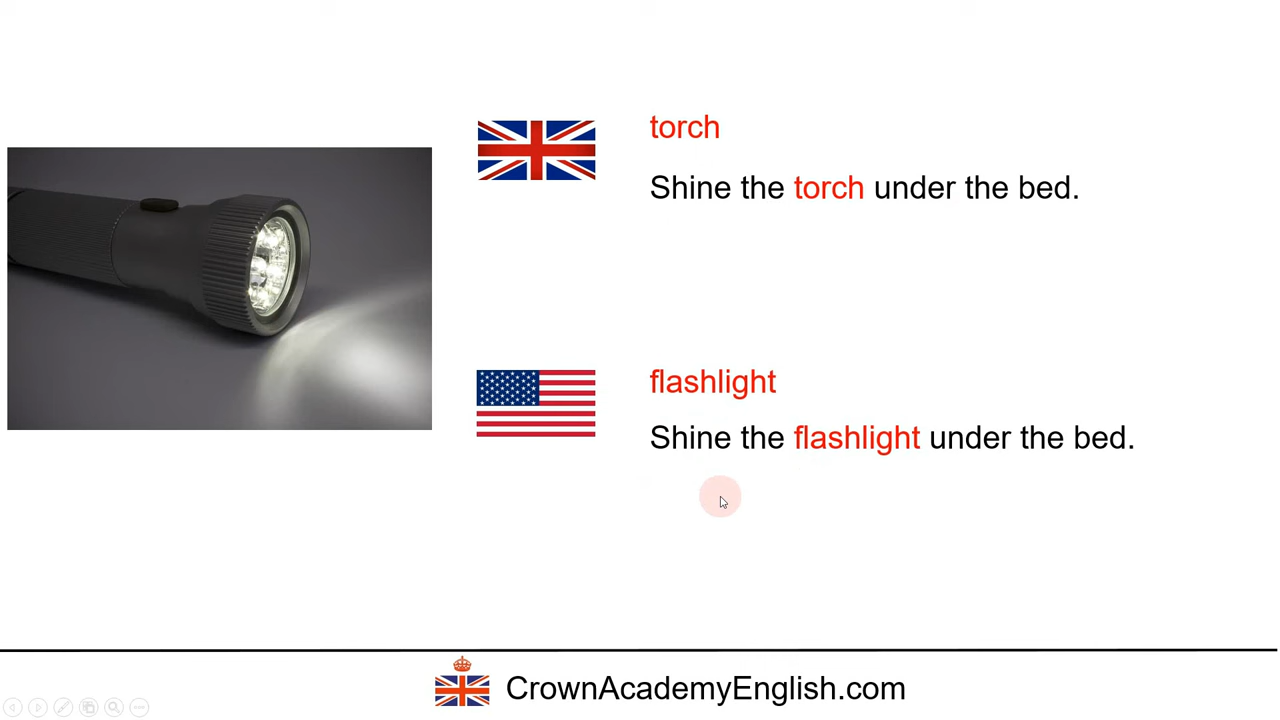 torch
Shine the torch under the bed.
flashlight
Shine the flashlight under the bed.
CrownAcademyEnglish.com